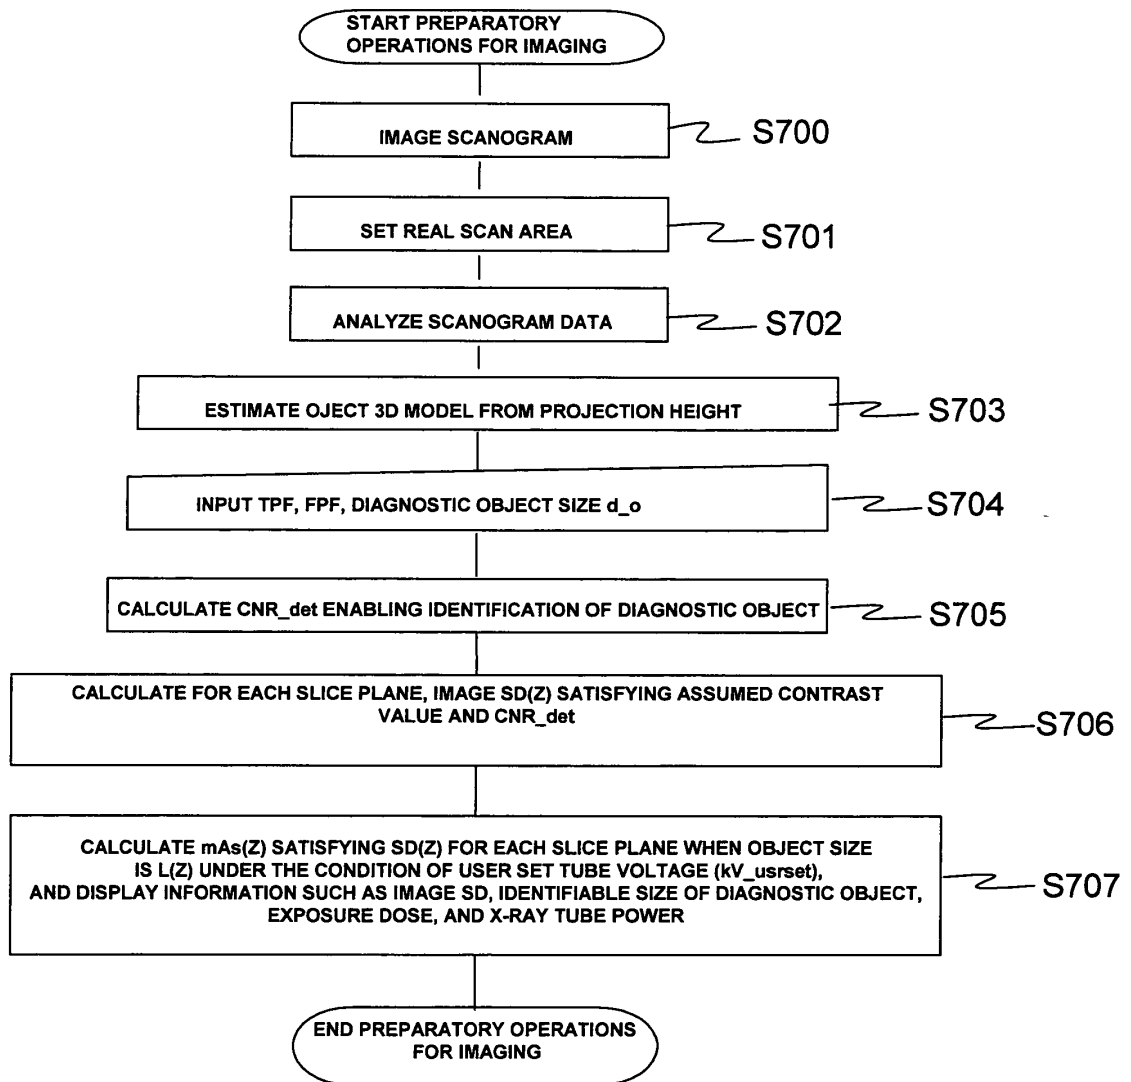 START PREPARATORY
OPERATIONS FOR IMAGING
IMAGE SCANOGRAM
S700
SET REAL SCAN AREA
S701
ANALYZE SCANOGRAM DATA
S702
ESTIMATE OJECT 3D MODEL FROM PROJECTION HEIGHT
S703
INPUT TPF, FPF, DIAGNOSTIC OBJECT SIZE d_o
S704
CALCULATE CNR_det ENABLING IDENTIFICATION OF DIAGNOSTIC OBJECT
S705
CALCULATE FOR EACH SLICE PLANE, IMAGE SD(Z) SATISFYING ASSUMED CONTRAST
VALUE AND CNR_det
S706
CALCULATE mAs(Z) SATISFYING SD(Z) FOR EACH SLICE PLANE WHEN OBJECT SIZE
IS L(Z) UNDER THE CONDITION OF USER SET TUBE VOLTAGE (kV_usrset),
AND DISPLAY INFORMATION SUCH AS IMAGE SD, IDENTIFIABLE SIZE OF DIAGNOSTIC OBJECT,
EXPOSURE DOSE, AND X-RAY TUBE POWER
S707
END PREPARATORY OPERATIONS
FOR IMAGING